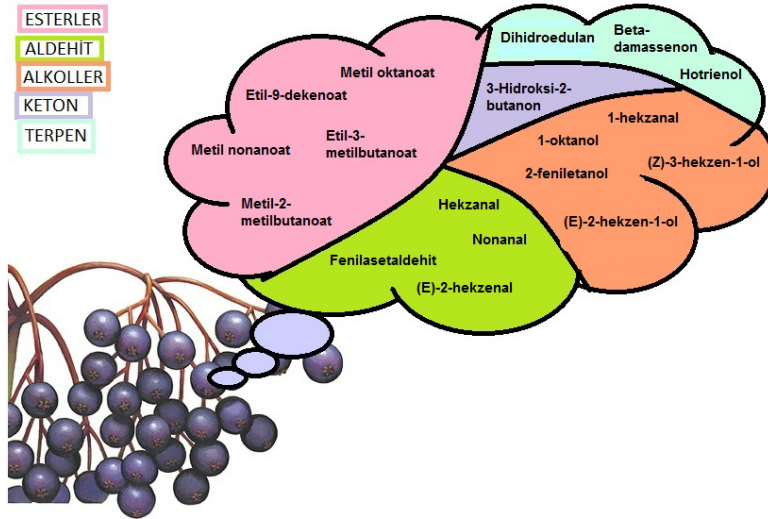 ESTERLER
ALDEHİT
ALKOLLER
KETON
TERPEN
Dihidroedulan
Beta-
damassenon
Hotrienol
Metil oktanoat
Etil-9-dekenoat
Etil-3-
metilbutanoat
Metil nonanoat
Metil-2-
metilbutanoat
3-Hidroksi-2-
butanon
1-hekzanal
1-oktanol
(Z)-3-hekzen-1-ol
2-feniletanol
(E)-2-hekzen-1-ol
Hekzanal
Nonanal
Fenilasetaldehit
(E)-2-hekzenal